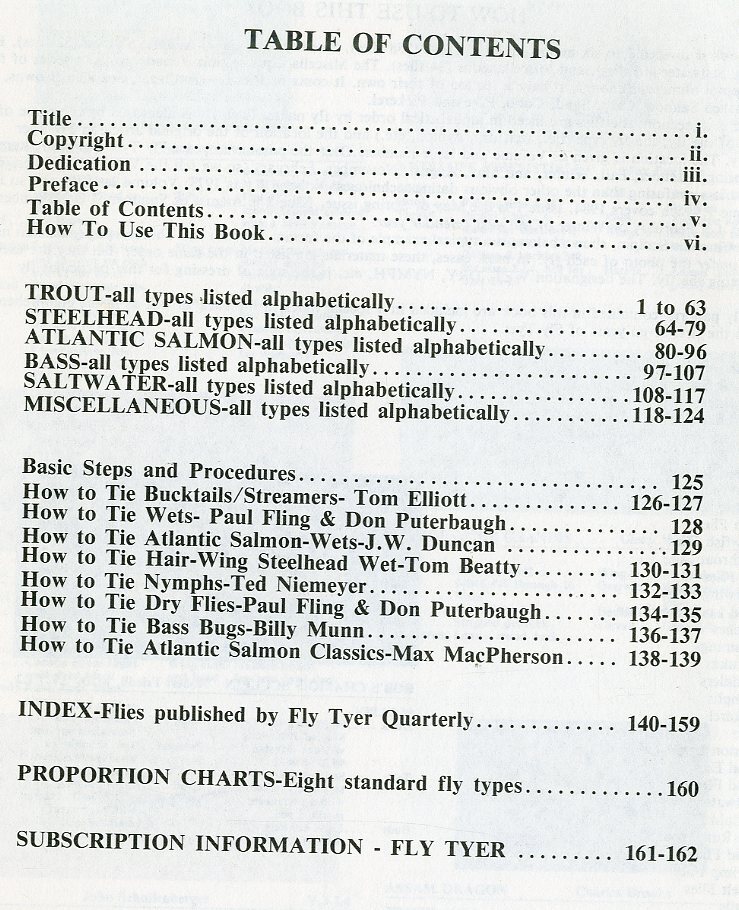 TABLE OF CONTENTS
Title . . . . . . . . . . . . . . . . . . . . . . . . . . . . . . . . . . . . . . . . . . . . . . . . . . . . . . . . i.
Copyright . . . . . . . . . . . . . . . . . . . . . . . . . . . . . . . . . . . . . . . . . . . . . . . . . . . . ii.
Dedication . . . . . . . . . . . . . . . . . . . . . . . . . . . . . . . . . . . . . . . . . . . . . . . . . . . iii.
Preface . . . . . . . . . . . . . . . . . . . . . . . . . . . . . . . . . . . . . . . . . . . . . . . . . . . . . iv.
Table of Contents . . . . . . . . . . . . . . . . . . . . . . . . . . . . . . . . . . . . . . . . . . . . v.
How To Use This Book . . . . . . . . . . . . . . . . . . . . . . . . . . . . . . . . . . . . . . vi.
TROUT-all types listed alphabetically . . . . . . . . . . . . . . . . . . . . . 1 to 63
STEELHEAD-all types listed alphabetically . . . . . . . . . . . . . . . . . . 64-79
ATLANTIC SALMON-all types listed alphabetically . . . . . . . . . . 80-96
BASS-all types listed alphabetically . . . . . . . . . . . . . . . . . . . . . . . . . 97-107
SALTWATER-all types listed alphabetically . . . . . . . . . . . . . . . . 108-117
MISCELLANEOUS-all types listed alphabetically . . . . . . . . . . . 118-124
Basic Steps and Procedures . . . . . . . . . . . . . . . . . . . . . . . . . . . . . . . . . 125
How to Tie Bucktails/Streamers- Tom Elliott . . . . . . . . . . . . . . 126-127
How to Tie Wets- Paul Fling & Don Puterbaugh . . . . . . . . . . . . . . . 128
How to Tie Atlantic Salmon-Wets-J.W. Duncan . . . . . . . . . . . . . . . 129
How to Tie Hair-Wing Steelhead Wet-Tom Beatty . . . . . . . . . 130-131
How to Tie Nymphs-Ted Niemeyer . . . . . . . . . . . . . . . . . . . . . . . 132-133
How to Tie Dry Flies-Paul Fling & Don Puterbaugh . . . . . . . 134-135
How to Tie Bass Bugs-Billy Munn . . . . . . . . . . . . . . . . . . . . . . . 136-137
How to Tie Atlantic Salmon Classics-Max MacPherson . . . . . 138-139
INDEX-Flies published by Fly Tyer Quarterly . . . . . . . . . . . . . 140-159
PROPORTION CHARTS-Eight standard fly types . . . . . . . . . . . . . 160
SUBSCRIPTION INFORMATION - FLY TYER . . . . . . . . . 161-162